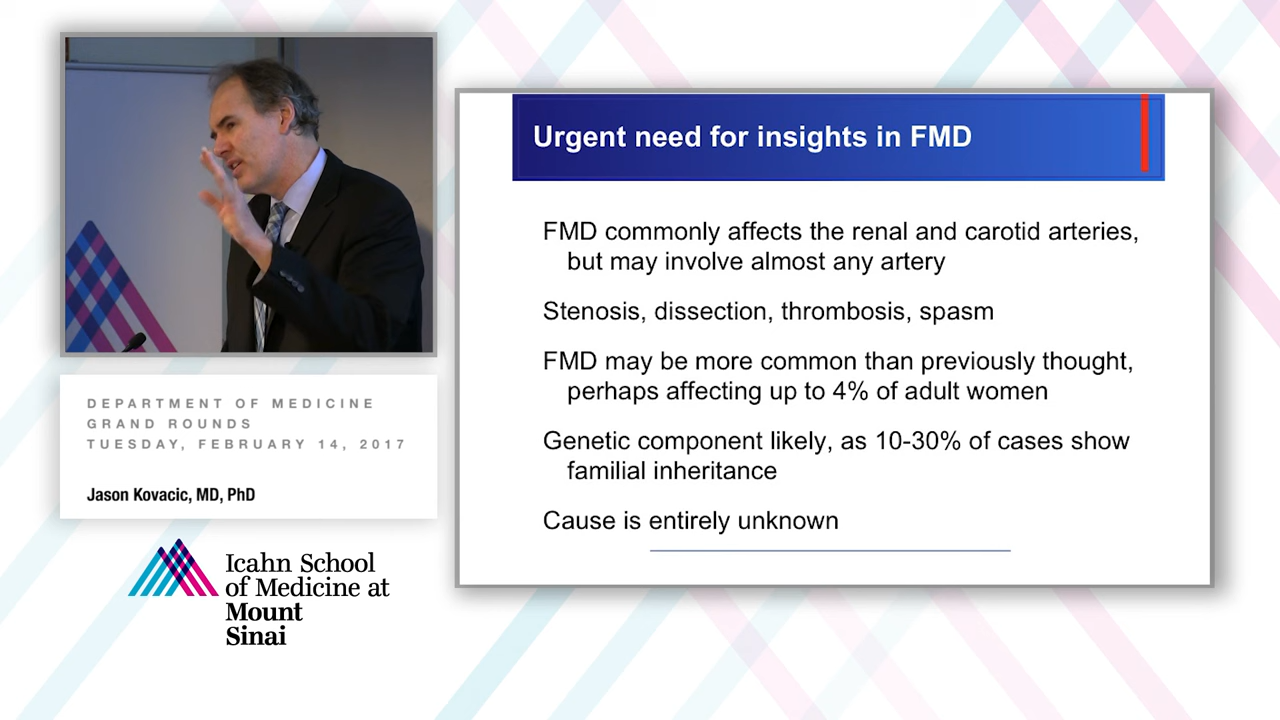 DEPARTMENT OF MEDICINE
GRAND ROUNDS
TUESDAY, FEBRUARY 14, 2017
Jason Kovacic, MD, PhD
Icahn School
of Medicine at
Mount
Sinai
Urgent need for insights in FMD
FMD commonly affects the renal and carotid arteries,
but may involve almost any artery
Stenosis, dissection, thrombosis, spasm
FMD may be more common than previously thought,
perhaps affecting up to 4% of adult women
Genetic component likely, as 10-30% of cases show
familial inheritance
Cause is entirely unknown